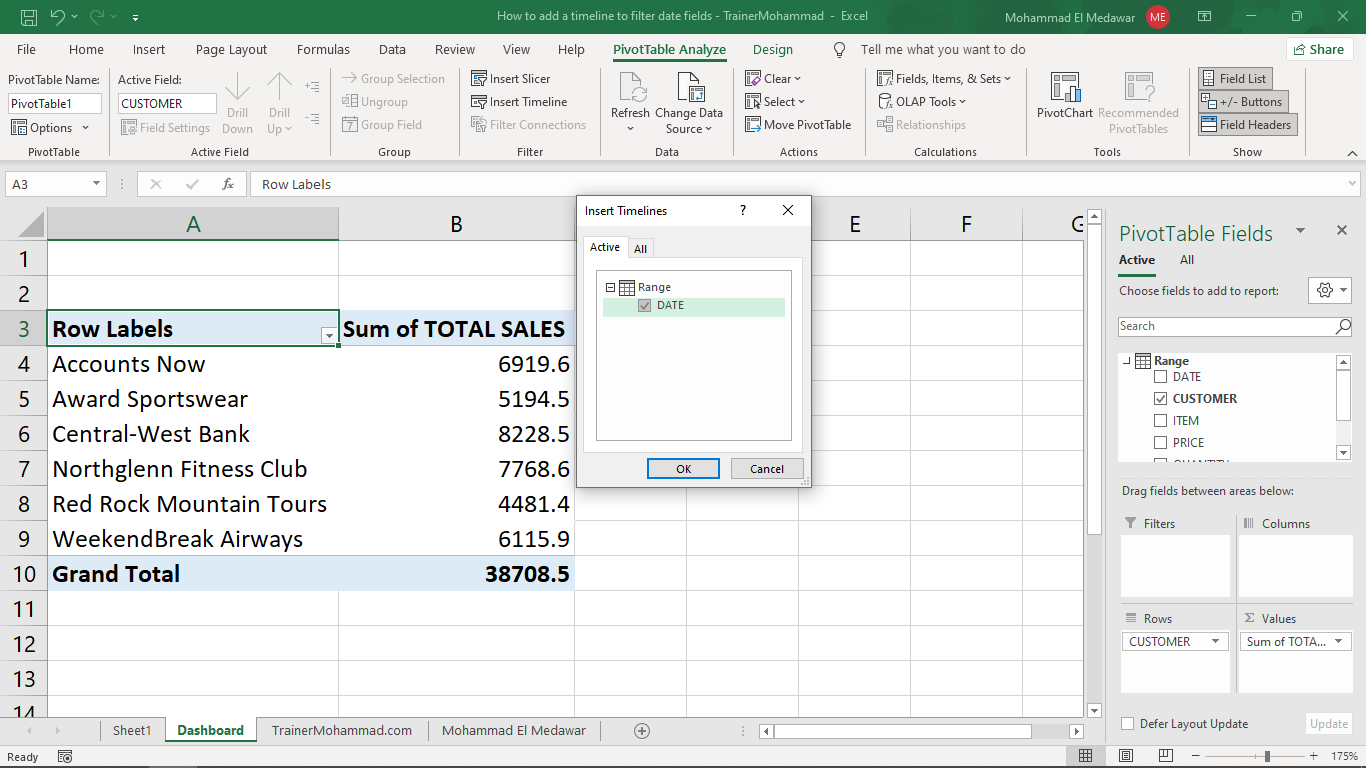 How to add a timeline to filter date fields - TrainerMohammad - Excel
Mohammad El Medawar ME
File Home Insert Page Layout Formulas Data Review View Help PivotTable Analyze Design Tell me what you want to do Share
PivotTable Name:
PivotTable1
Options
PivotTable
Active Field:
CUSTOMER
Field Settings
Drill
Down
Drill
Up
Active Field
Group Selection
Ungroup
Group Field
Group
Insert Slicer
Insert Timeline
Filter Connections
Filter
Refresh
Change Data
Source
Data
Clear
Select
Move PivotTable
Actions
Fields, Items, & Sets
OLAP Tools
Relationships
Calculations
PivotChart
Recommended
PivotTables
Tools
Field List
+/- Buttons
Field Headers
Show
A3 fx Row Labels
A B E F G
1
2
3 Row Labels Sum of TOTAL SALES
4 Accounts Now 6919.6
5 Award Sportswear 5194.5
6 Central-West Bank 8228.5
7 Northglenn Fitness Club 7768.6
8 Red Rock Mountain Tours 4481.4
9 WeekendBreak Airways 6115.9
10 Grand Total 38708.5
11
12
13
14
Insert Timelines ?
Active All
Range
DATE
OK Cancel
PivotTable Fields
Active All
Choose fields to add to report:
Search
Range
DATE
CUSTOMER
ITEM
PRICE
QUANTITY
Drag fields between areas below:
Filters Columns
Rows Σ Values
CUSTOMER Sum of TOTA...
Defer Layout Update Update
Sheet1 Dashboard TrainerMohammad.com Mohammad El Medawar
Ready 175%